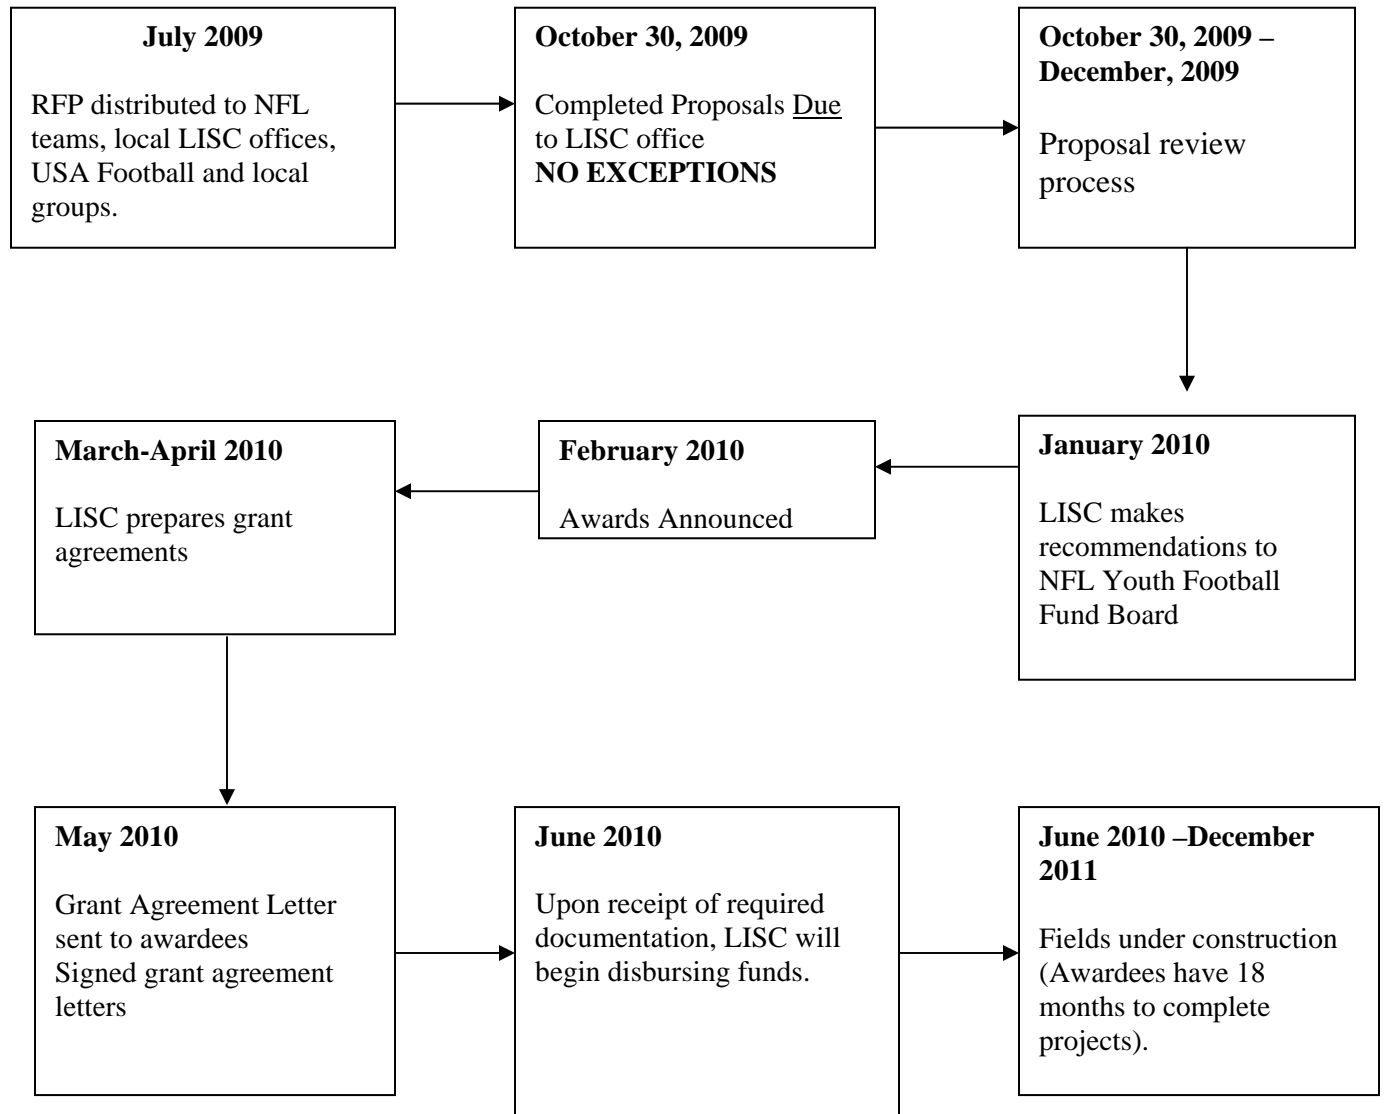 July 2009
RFP distributed to NFL
teams, local LISC offices,
USA Football and local
groups.
October 30, 2009
Completed Proposals Due
to LISC office
NO EXCEPTIONS
October 30, 2009 –
December, 2009
Proposal review
process
January 2010
LISC makes
recommendations to
NFL Youth Football
Fund Board
February 2010
Awards Announced
March-April 2010
LISC prepares grant
agreements
May 2010
Grant Agreement Letter
sent to awardees
Signed grant agreement
letters
June 2010
Upon receipt of required
documentation, LISC will
begin disbursing funds.
June 2010 –December
2011
Fields under construction
(Awardees have 18
months to complete
projects).